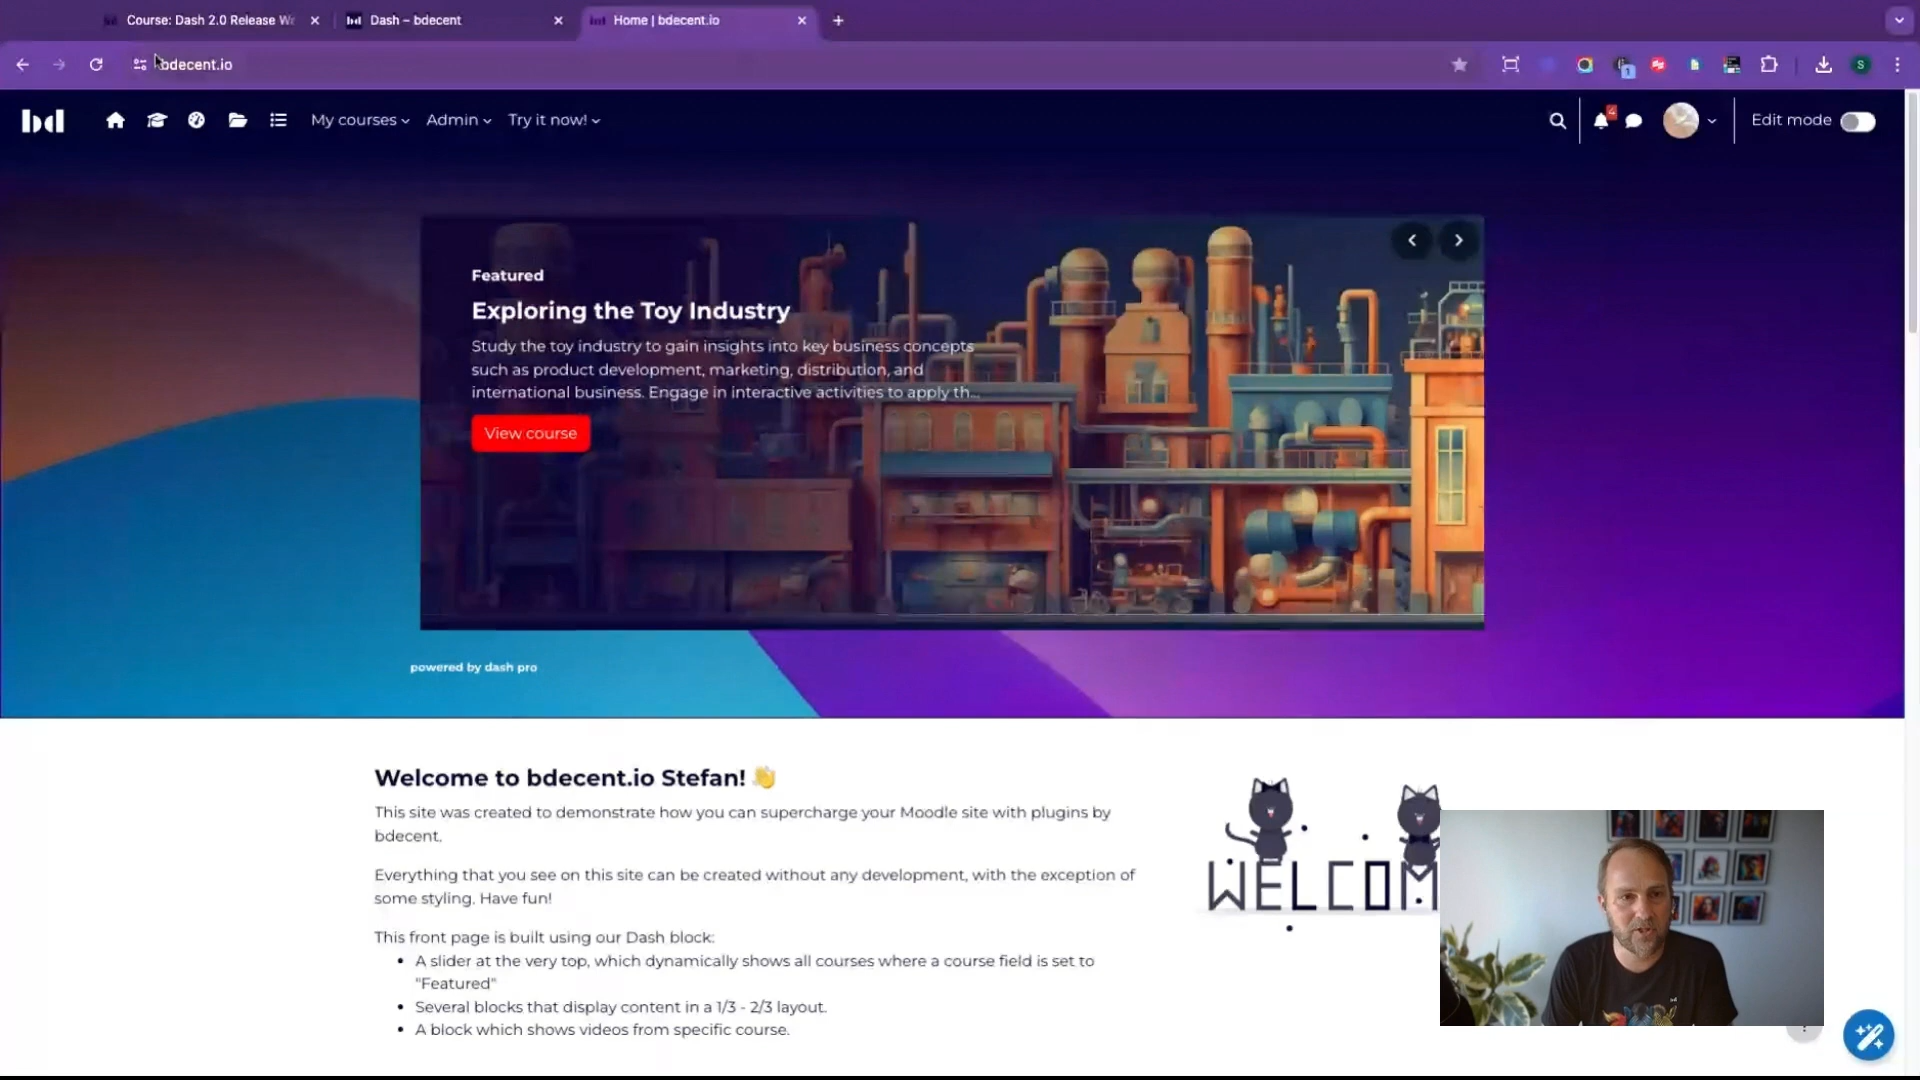 Course: Dash 2.0 Release W
Dash – bdecent
Home | bdecent.io
bdecent.io
S
1
bd
My courses
Admin
Try it now!
4
Edit mode
Featured
Exploring the Toy Industry
Study the toy industry to gain insights into key business concepts
such as product development, marketing, distribution, and
international business. Engage in interactive activities to apply th...
View course
powered by dash pro
Welcome to bdecent.io Stefan! 👋
This site was created to demonstrate how you can supercharge your Moodle site with plugins by
bdecent.
Everything that you see on this site can be created without any development, with the exception of
some styling. Have fun!
This front page is built using our Dash block:
• A slider at the very top, which dynamically shows all courses where a course field is set to
"Featured"
• Several blocks that display content in a 1/3 - 2/3 layout.
• A block which shows videos from specific course.
WELCOM